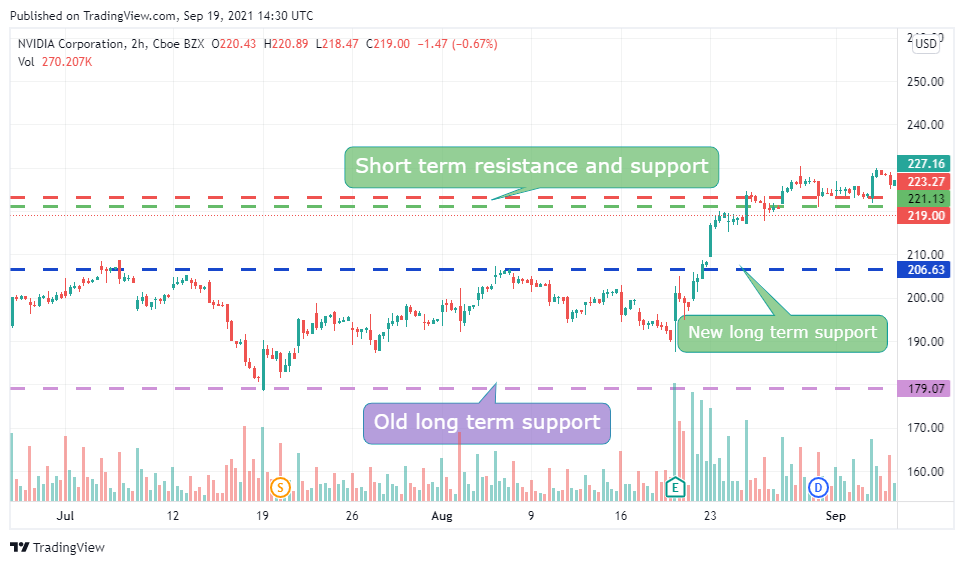 Published on TradingView.com, Sep 19, 2021 14:30 UTC
NVIDIA Corporation, 2h, Cboe BZX O220.43 H220.89 L218.47 C219.00 −1.47 (−0.67%)
Vol 270.207K
USD
250.00
240.00
Short term resistance and support
227.16
223.27
221.13
219.00
210.00
206.63
200.00
New long term support
190.00
179.07
Old long term support
170.00
160.00
S
E
D
Jul 12 19 26 Aug 9 16 23 Sep
TradingView